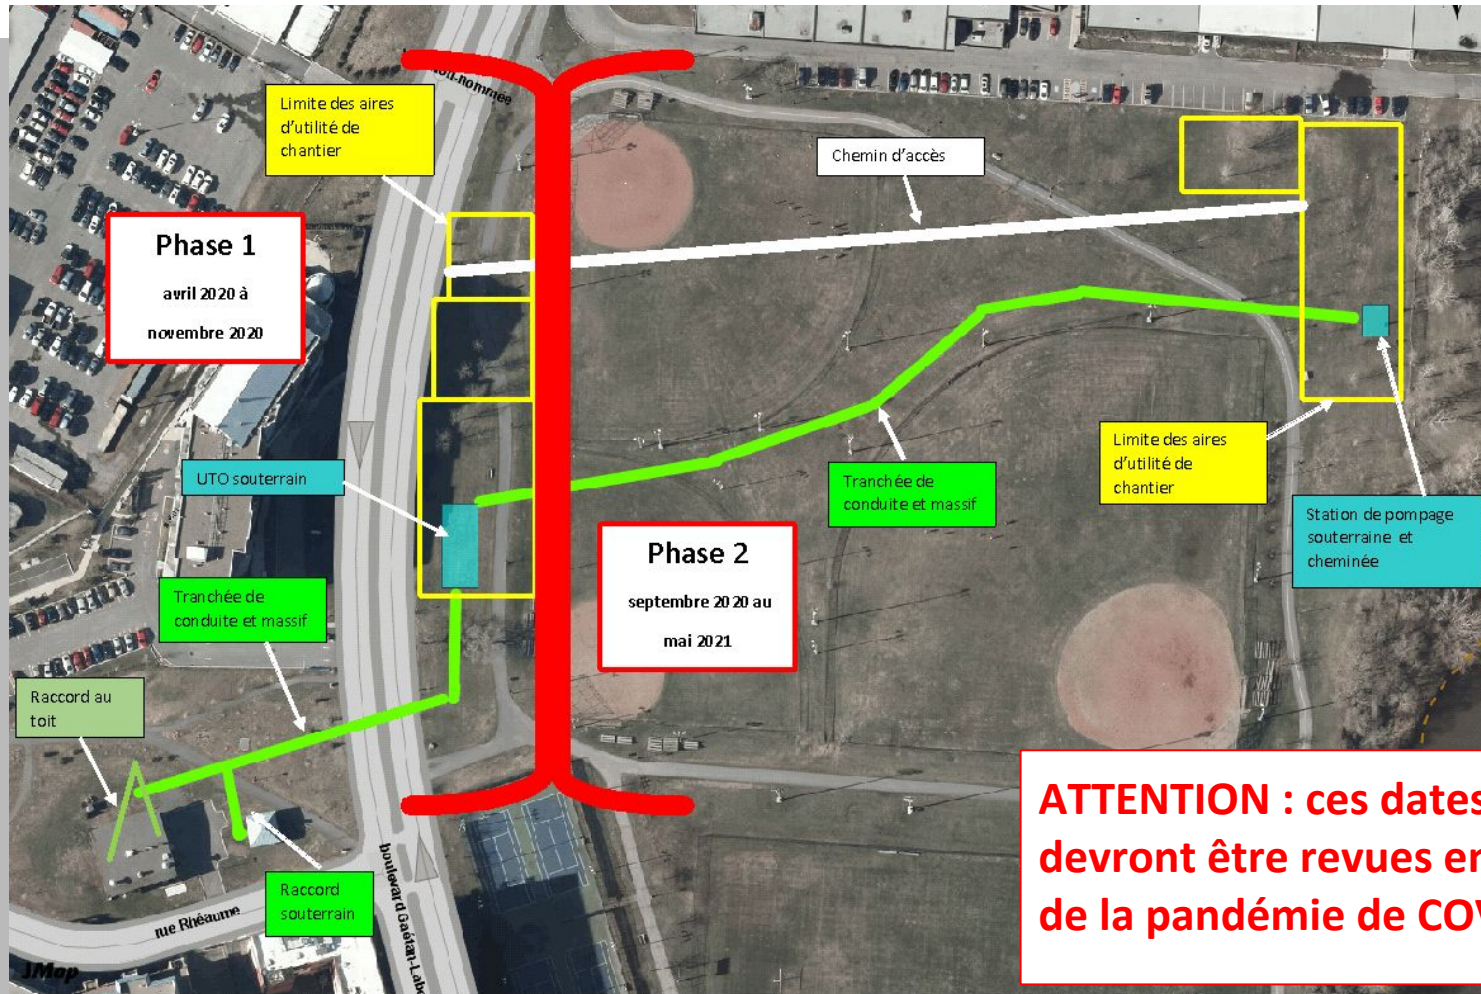 Limite des aires
d'utilité de
chantier
Chemin d'accès
Phase 1
avril 2020 à
novembre 2020
UTO souterrain
Tranchée de
conduite et massif
Limite des aires
d'utilité de
chantier
Station de pompage
souterraine et
cheminée
Phase 2
septembre 2020 au
mai 2021
Tranchée de
conduite et massif
Raccord au
toit
Raccord
souterrain
rue Rhéaume
boulevard Gaétan-Labe
ATTENTION : ces dates
devront être revues en
de la pandémie de COV
JMap